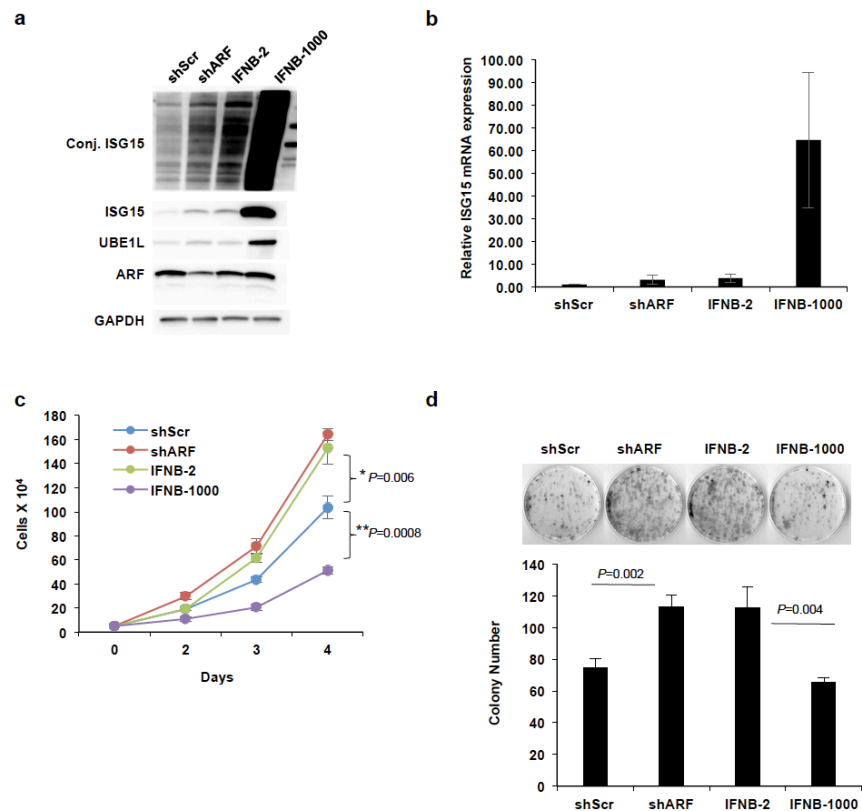 a
shScr
shARF
IFNB-2
IFNB-1000
Conj. ISG15
ISG15
UBE1L
ARF
GAPDH
b
Relative ISG15 mRNA expression
100.00
90.00
80.00
70.00
60.00
50.00
40.00
30.00
20.00
10.00
0.00
shScr shARF IFNB-2 IFNB-1000
c
Cells X 10⁴
180
160
140
120
100
80
60
40
20
0
shScr
shARF
IFNB-2
IFNB-1000
*P=0.006
**P=0.0008
0 2 3 4
Days
d
shScr shARF IFNB-2 IFNB-1000
Colony Number
140
120
100
80
60
40
20
0
P=0.002
P=0.004
shScr shARF IFNB-2 IFNB-1000